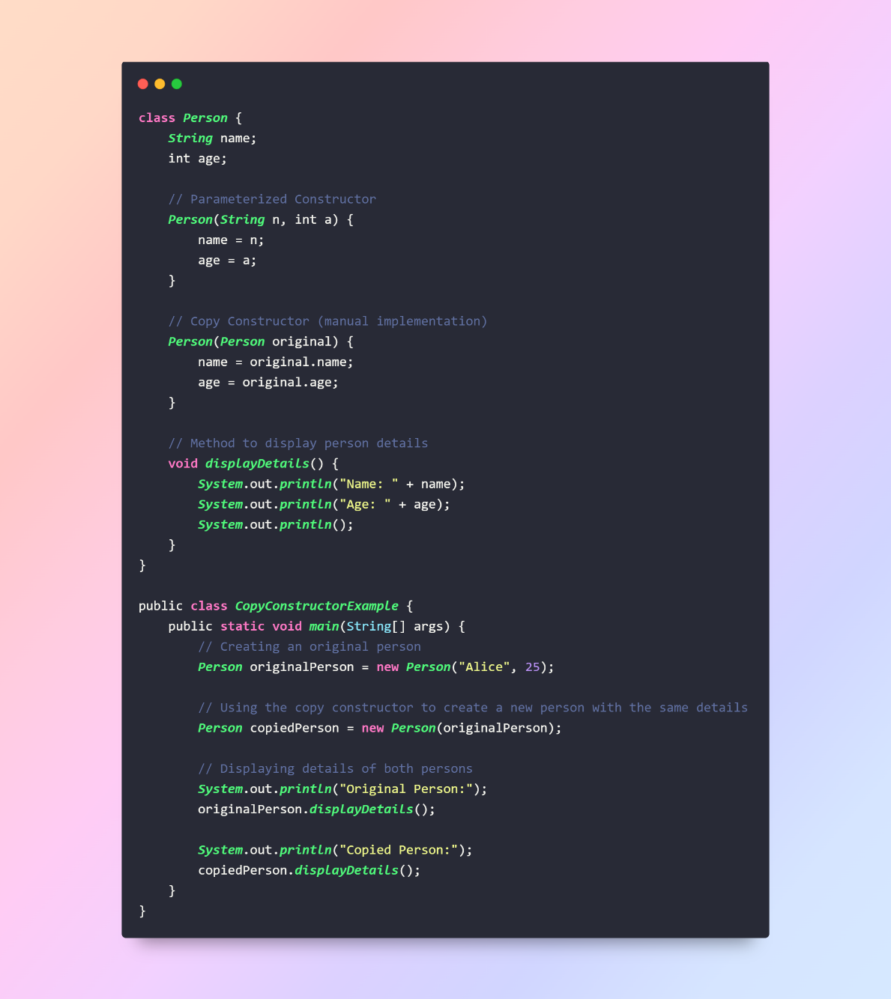 class Person {
    String name;
    int age;

    // Parameterized Constructor
    Person(String n, int a) {
        name = n;
        age = a;
    }

    // Copy Constructor (manual implementation)
    Person(Person original) {
        name = original.name;
        age = original.age;
    }

    // Method to display person details
    void displayDetails() {
        System.out.println("Name: " + name);
        System.out.println("Age: " + age);
        System.out.println();
    }
}

public class CopyConstructorExample {
    public static void main(String[] args) {
        // Creating an original person
        Person originalPerson = new Person("Alice", 25);

        // Using the copy constructor to create a new person with the same details
        Person copiedPerson = new Person(originalPerson);

        // Displaying details of both persons
        System.out.println("Original Person:");
        originalPerson.displayDetails();

        System.out.println("Copied Person:");
        copiedPerson.displayDetails();
    }
}